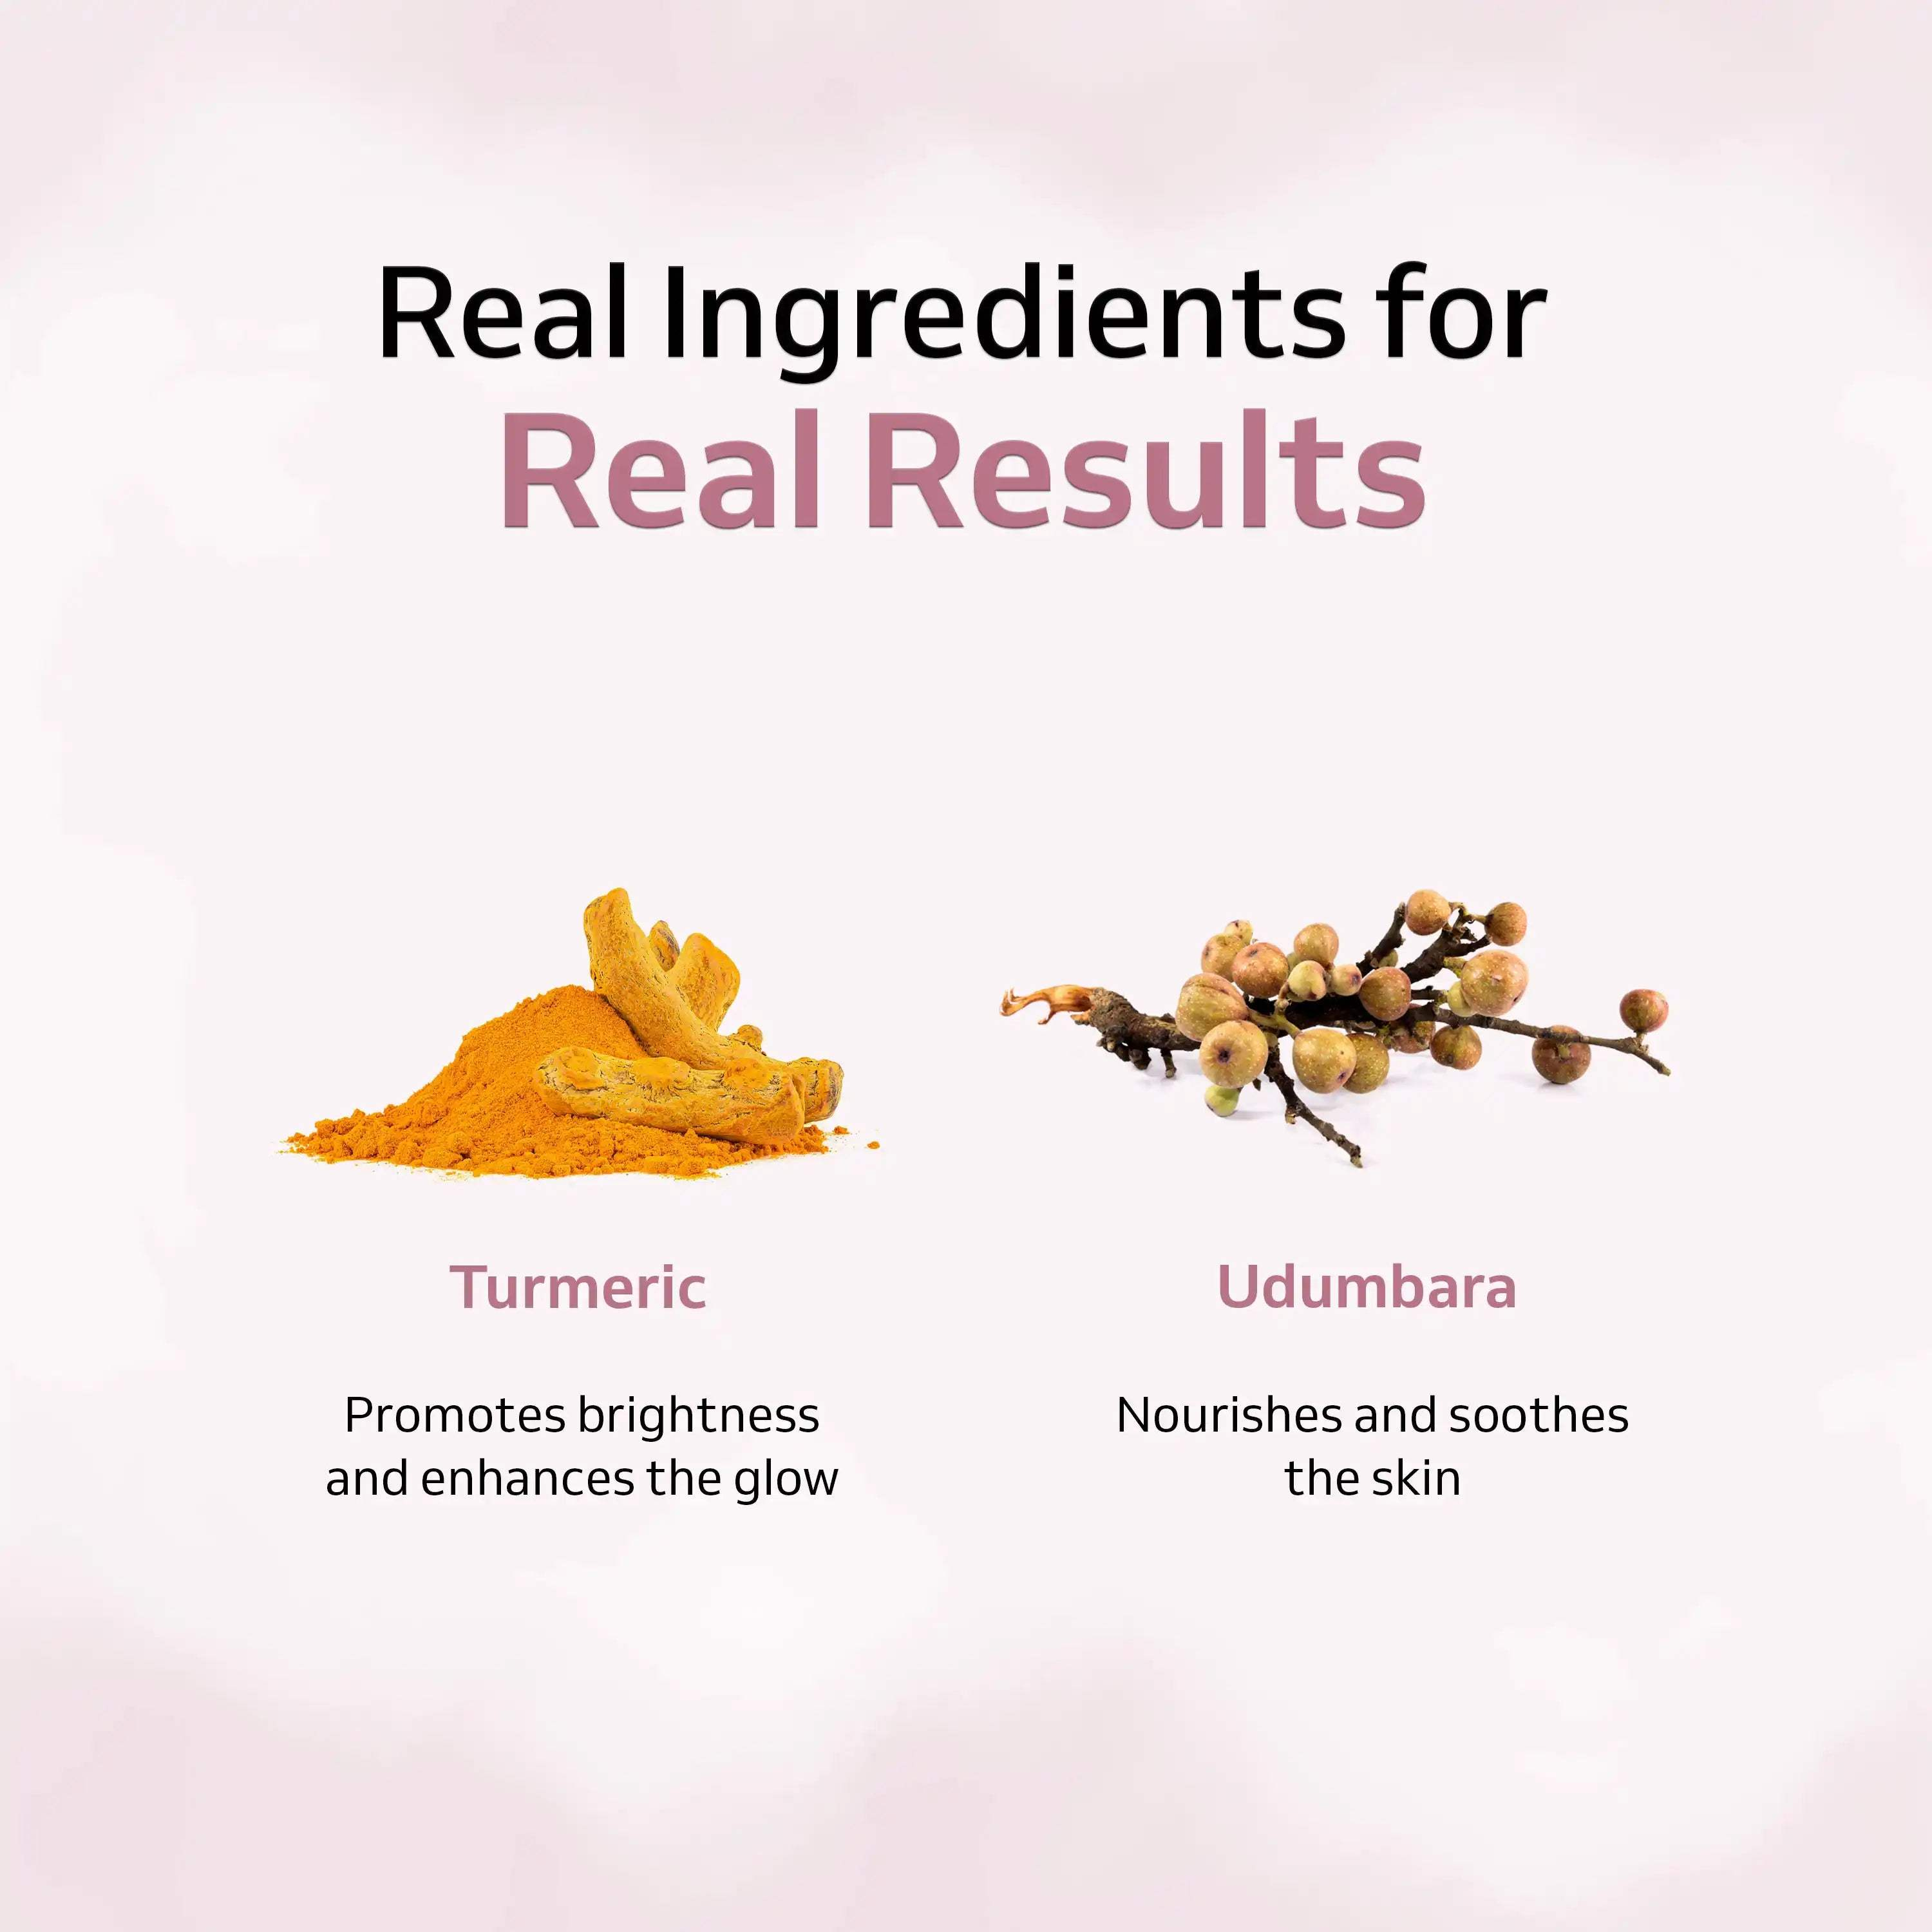 Real Ingredients for
Real Results
Turmeric
Promotes brightness
and enhances the glow
Udumbara
Nourishes and soothes
the skin